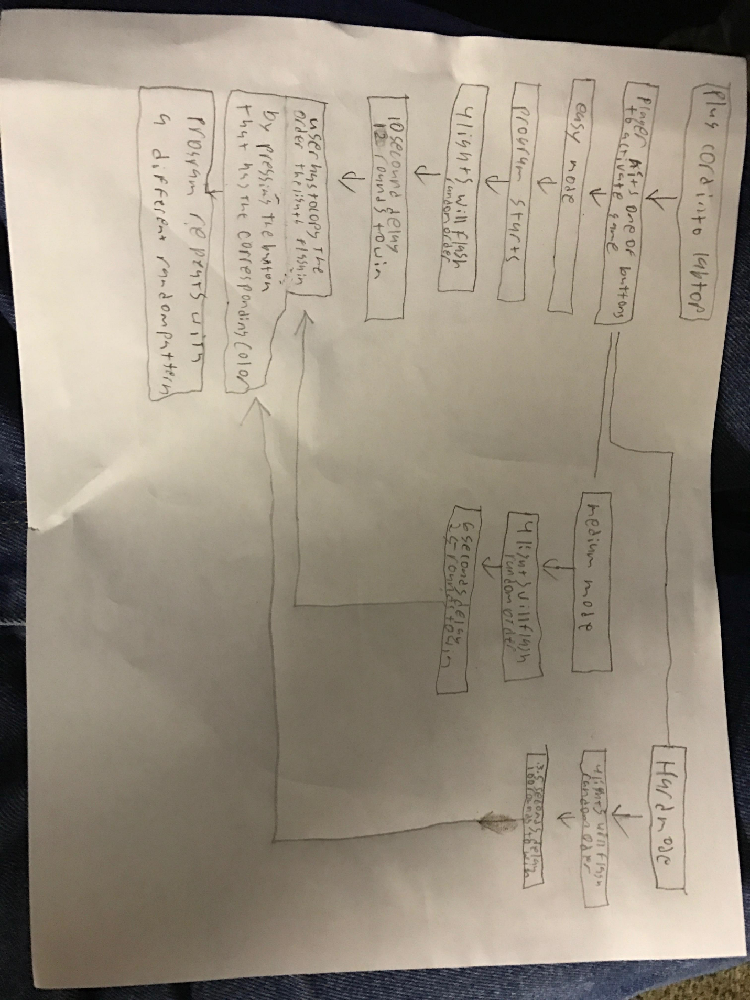 Plug cord into laptop
Player hits one of buttons
to activate game
easy mode
program starts
4 lights will flash
random order
10 second delay
12 rounds to win
user has to copy the
order the light flash in
by pressing the button
that has the corresponding color
program repeats with
a different random pattern
medium mode
4 lights will flash
random order
6 seconds delay
25 rounds to win
Hard mode
4 lights will flash
random oder
3.5 seconds delay
100 rounds to win